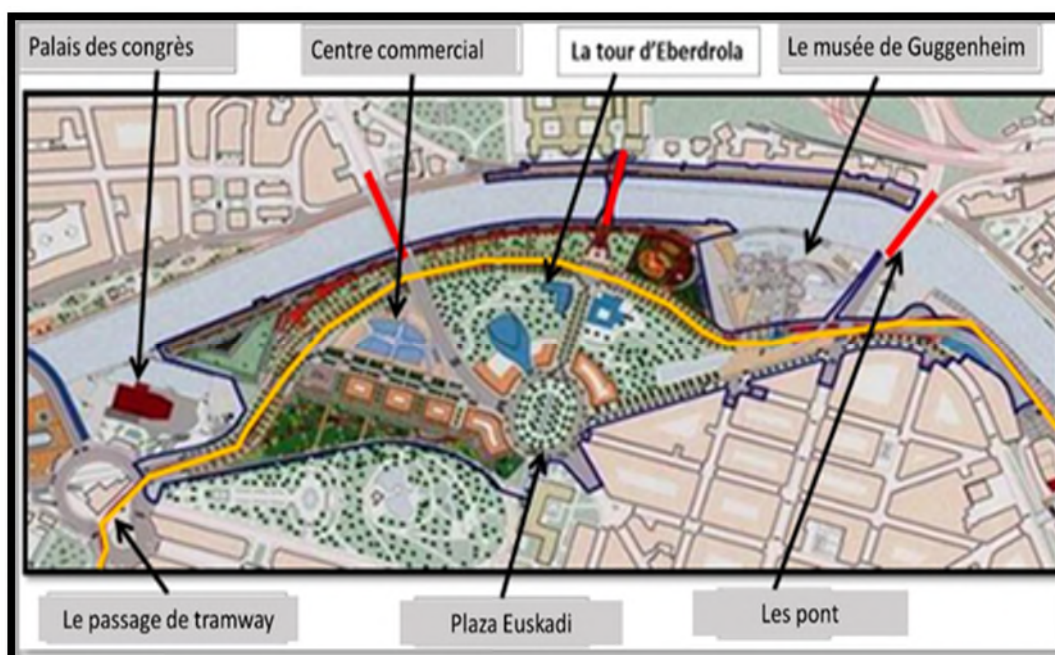 Palais des congrès
Centre commercial
La tour d’Eberdrola
Le musée de Guggenheim
Le passage de tramway
Plaza Euskadi
Les pont